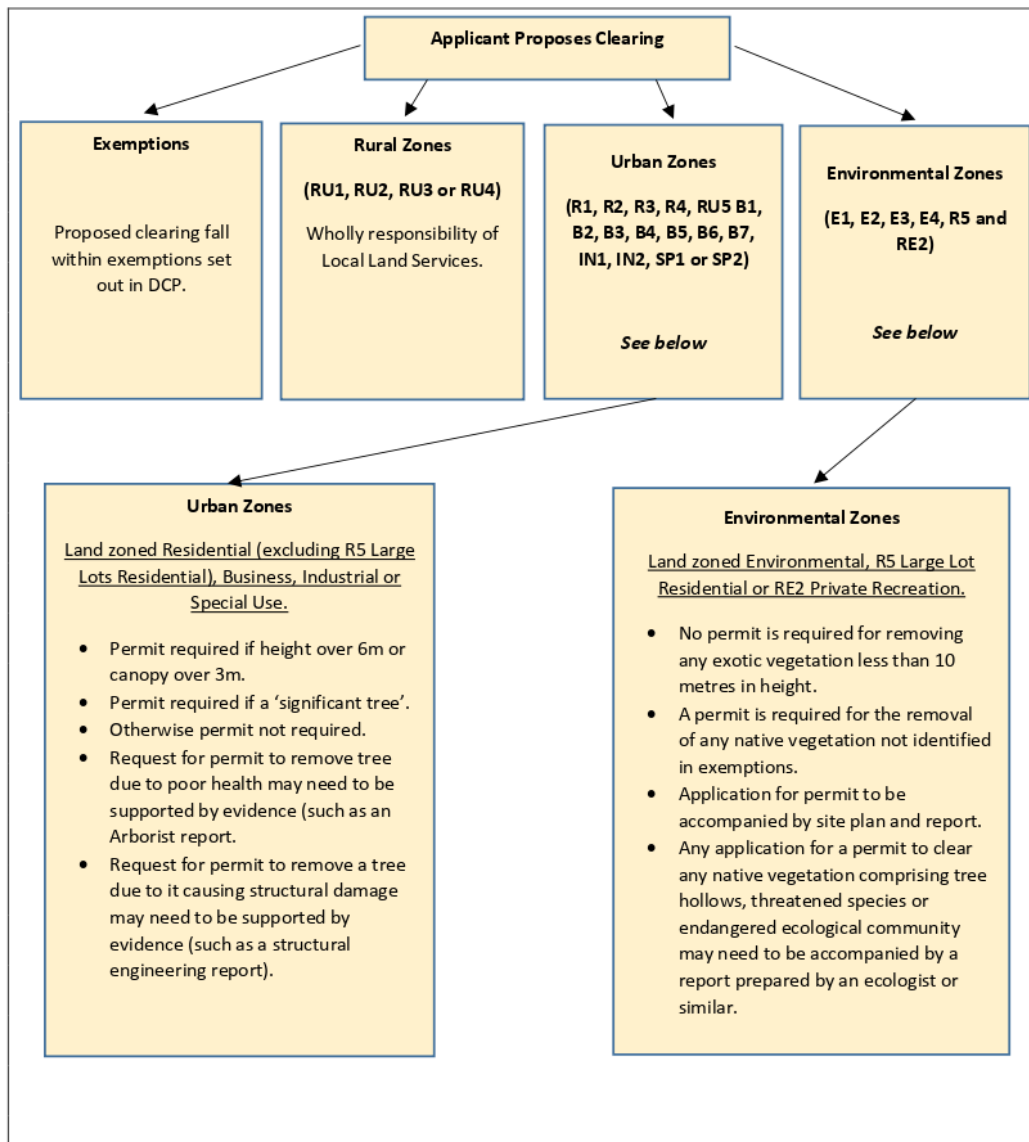 Applicant Proposes Clearing
Exemptions
Proposed clearing fall
within exemptions set
out in DCP.
Rural Zones
(RU1, RU2, RU3 or RU4)
Wholly responsibility of
Local Land Services.
Urban Zones
(R1, R2, R3, R4, RU5 B1,
B2, B3, B4, B5, B6, B7,
IN1, IN2, SP1 or SP2)
See below
Environmental Zones
(E1, E2, E3, E4, R5 and
RE2)
See below
Urban Zones
Land zoned Residential (excluding R5 Large
Lots Residential), Business, Industrial or
Special Use.
• Permit required if height over 6m or
canopy over 3m.
• Permit required if a ‘significant tree’.
• Otherwise permit not required.
• Request for permit to remove tree
due to poor health may need to be
supported by evidence (such as an
Arborist report.
• Request for permit to remove a tree
due to it causing structural damage
may need to be supported by
evidence (such as a structural
engineering report).
Environmental Zones
Land zoned Environmental, R5 Large Lot
Residential or RE2 Private Recreation.
• No permit is required for removing
any exotic vegetation less than 10
metres in height.
• A permit is required for the removal
of any native vegetation not identified
in exemptions.
• Application for permit to be
accompanied by site plan and report.
• Any application for a permit to clear
any native vegetation comprising tree
hollows, threatened species or
endangered ecological community
may need to be accompanied by a
report prepared by an ecologist or
similar.